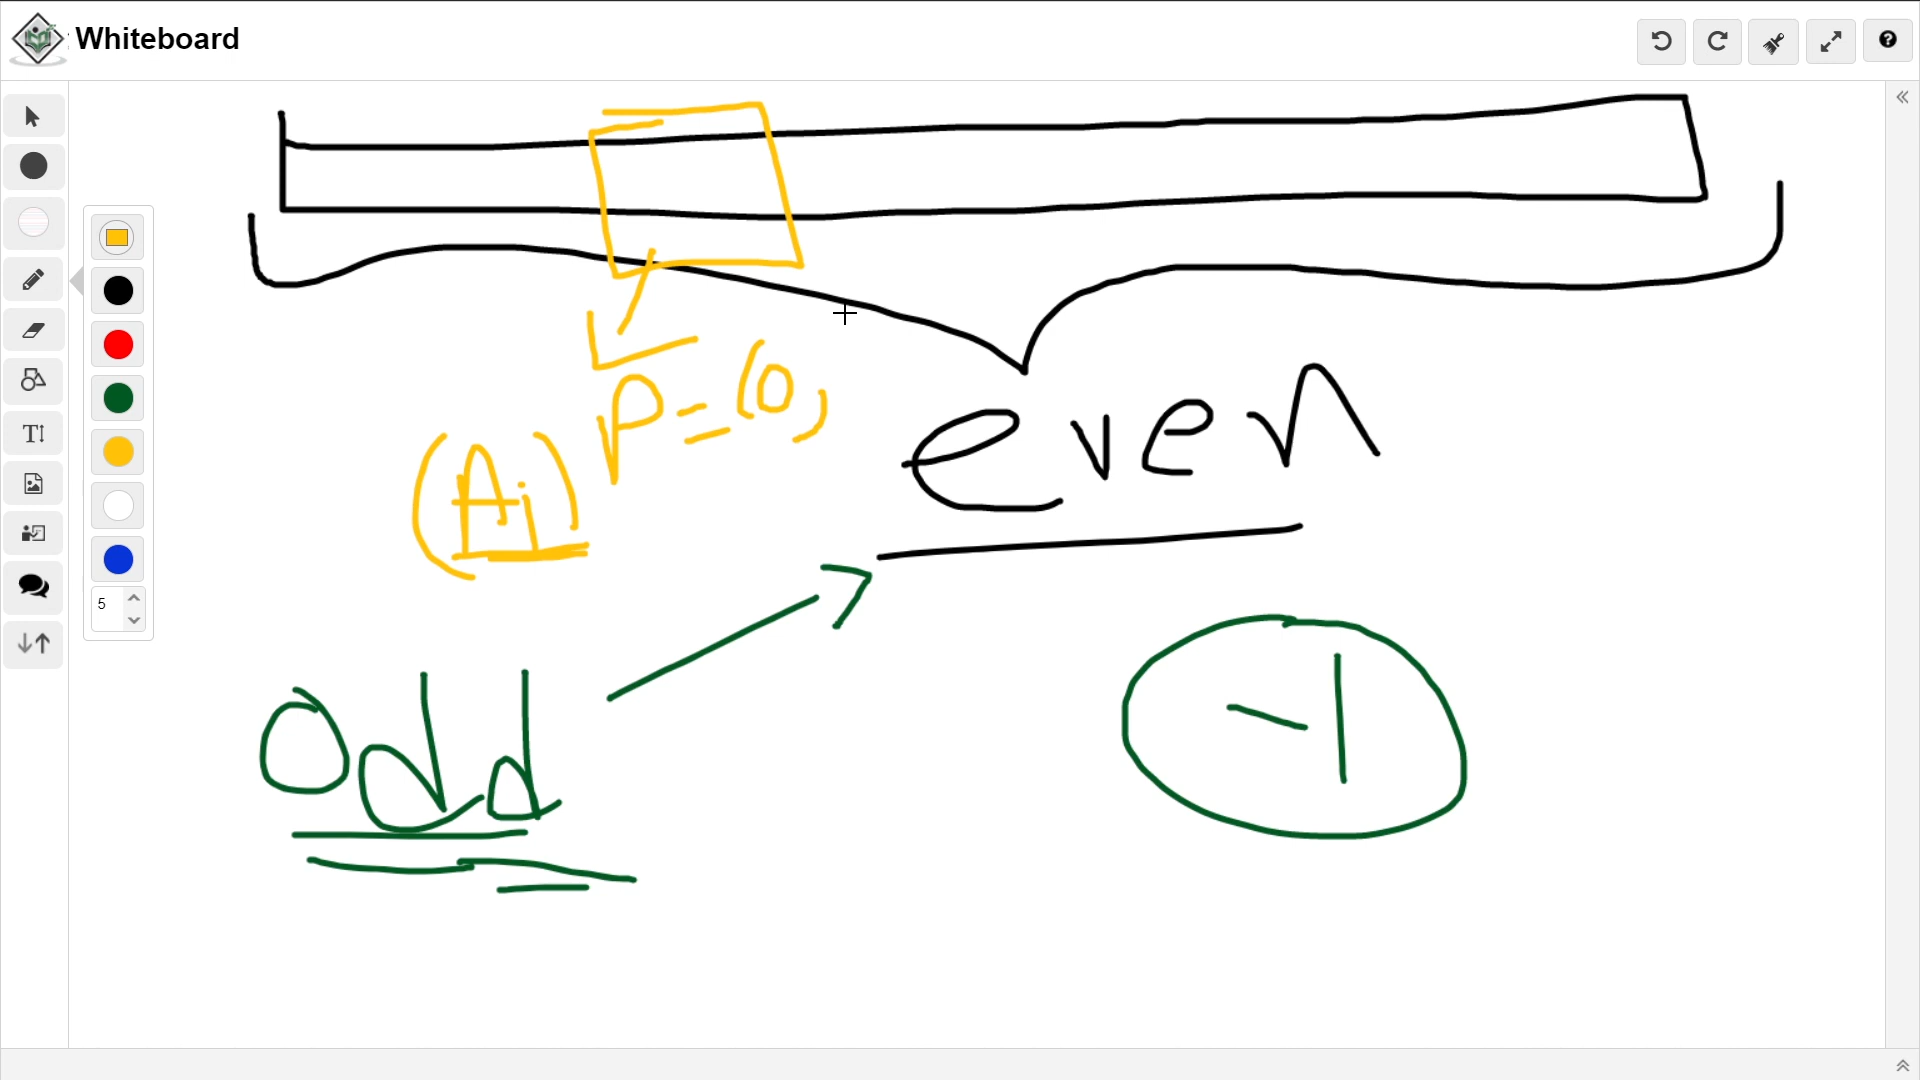 Whiteboard
P=(0,
even
(Ai)
5
T
Odd
-1